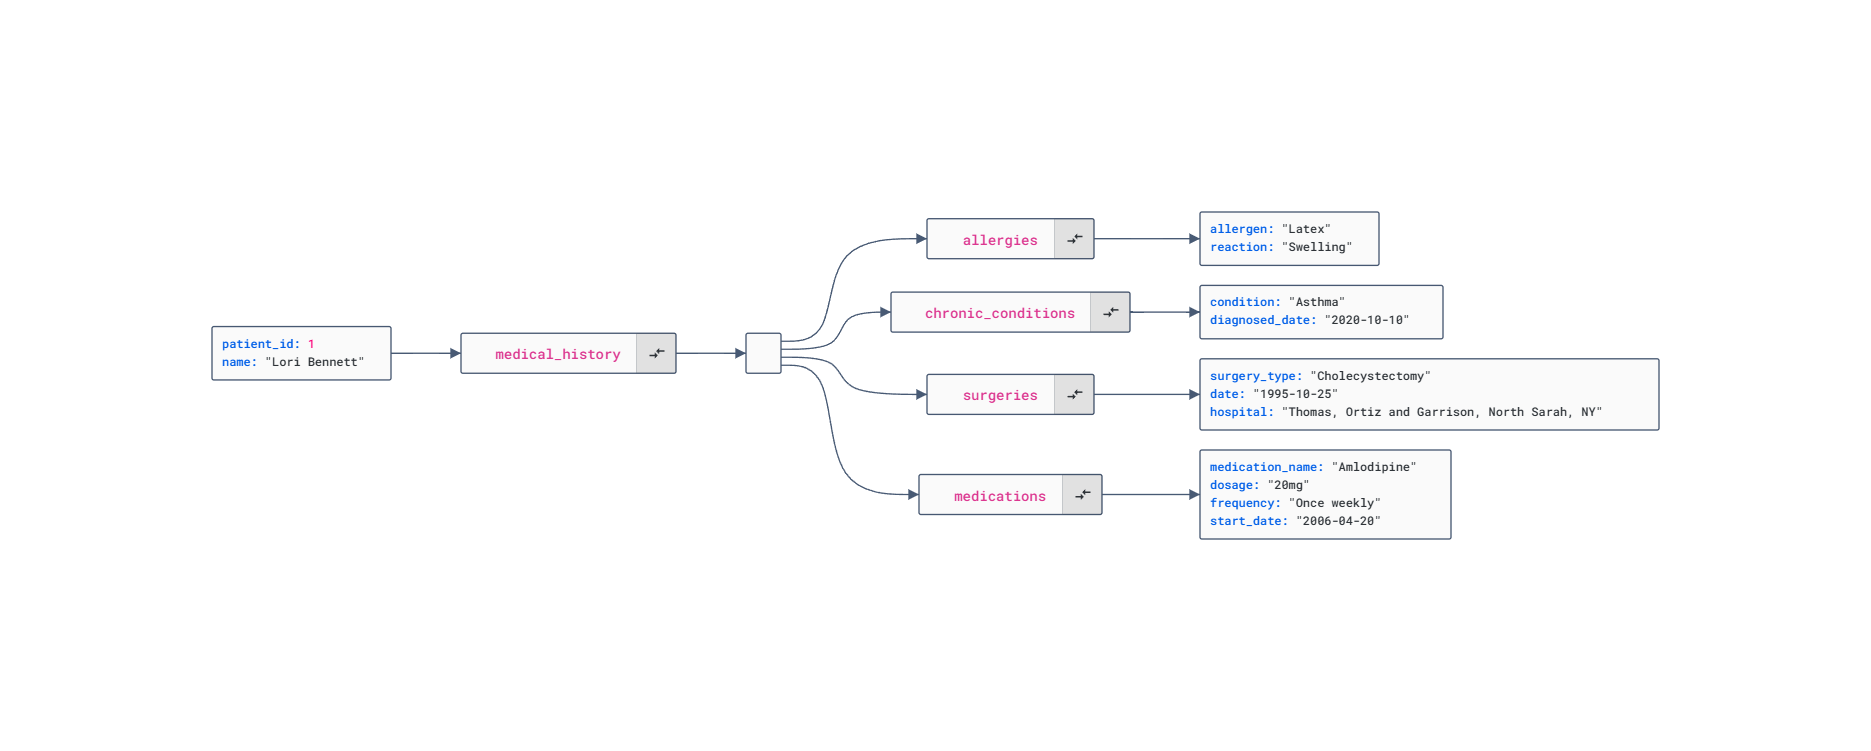 patient_id: 1
name: "Lori Bennett"
medical_history
allergies
allergen: "Latex"
reaction: "Swelling"
chronic_conditions
condition: "Asthma"
diagnosed_date: "2020-10-10"
surgeries
surgery_type: "Cholecystectomy"
date: "1995-10-25"
hospital: "Thomas, Ortiz and Garrison, North Sarah, NY"
medications
medication_name: "Amlodipine"
dosage: "20mg"
frequency: "Once weekly"
start_date: "2006-04-20"